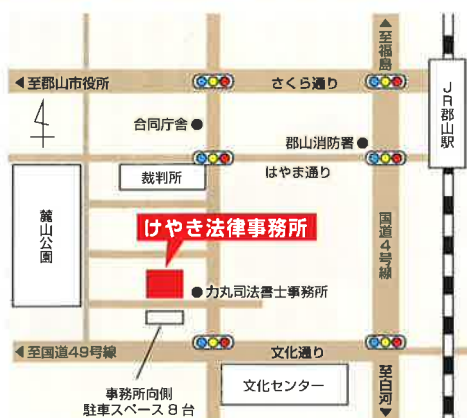 ▲至福島
◀至郡山市役所
さくら通り
JR郡山駅
合同庁舎●
郡山消防署●
はやま通り
裁判所
麓山公園
けやき法律事務所
国道4号線
●力丸司法書士事務所
◀至国道49号線
文化通り
文化センター
至白河▼
事務所向側
駐車スペース8台